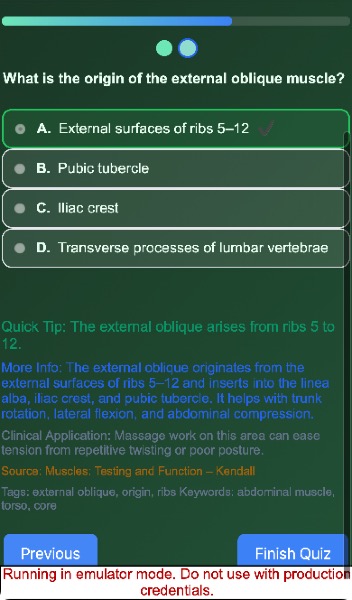 What is the origin of the external oblique muscle?
A. External surfaces of ribs 5–12
B. Pubic tubercle
C. Iliac crest
D. Transverse processes of lumbar vertebrae
Quick Tip: The external oblique arises from ribs 5 to
12.
More Info: The external oblique originates from the
external surfaces of ribs 5–12 and inserts into the linea
alba, iliac crest, and pubic tubercle. It helps with trunk
rotation, lateral flexion, and abdominal compression.
Clinical Application: Massage work on this area can ease
tension from repetitive twisting or poor posture.
Source: Muscles: Testing and Function – Kendall
Tags: external oblique, origin, ribs Keywords: abdominal muscle,
torso, core
Previous
Finish Quiz
Running in emulator mode. Do not use with production
credentials.